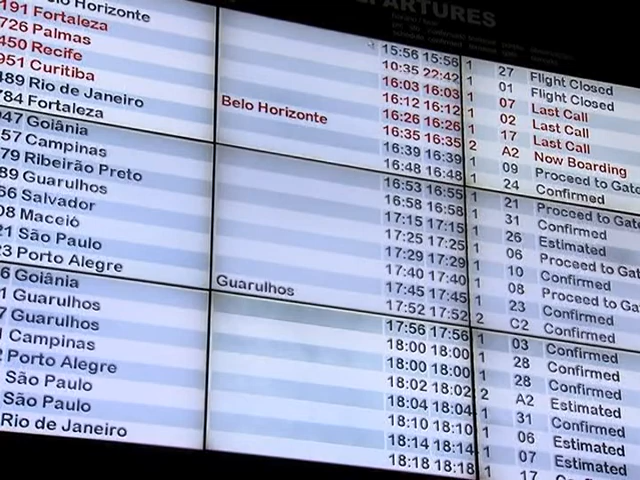 PARTURES
elo Horizonte 15:56 15:56 1 27 Flight Closed
191 Fortaleza 10:35 22:42 1 01 Flight Closed
726 Palmas 16:03 16:03 1 07 Last Call
450 Recife 16:12 16:12 1 02 Last Call
951 Curitiba Belo Horizonte 16:26 16:26 1 17 Last Call
16:35 16:35 2 A2 Now Boarding
489 Rio de Janeiro 16:39 16:39 1 09 Proceed to Gate
784 Fortaleza 16:48 16:48 1 24 Confirmed
947 Goiânia 16:53 16:55 1 21 Proceed to Gate
57 Campinas 16:58 16:58 1 31 Confirmed
79 Ribeirão Preto 17:15 17:15 1 26 Estimated
89 Guarulhos 17:25 17:25 1 06 Proceed to Gat
66 Salvador 17:29 17:29 1 10 Confirmed
08 Maceió 17:40 17:40 1 08 Proceed to Ga
21 São Paulo 17:45 17:45 1 23 Confirmed
23 Porto Alegre Guarulhos 17:52 17:52 2 C2 Confirmed
6 Goiânia 17:56 17:56 1 03 Confirmed
1 Guarulhos 18:00 18:00 1 28 Confirmed
7 Guarulhos 18:00 18:00 1 28 Confirmed
Campinas 18:02 18:02 2 A2 Estimated
Porto Alegre 18:04 18:04 1 31 Confirmed
São Paulo 18:10 18:10 1 06 Estimated
São Paulo 18:14 18:14 1 07 Estimated
Rio de Janeiro 18:18 18:18 1 17